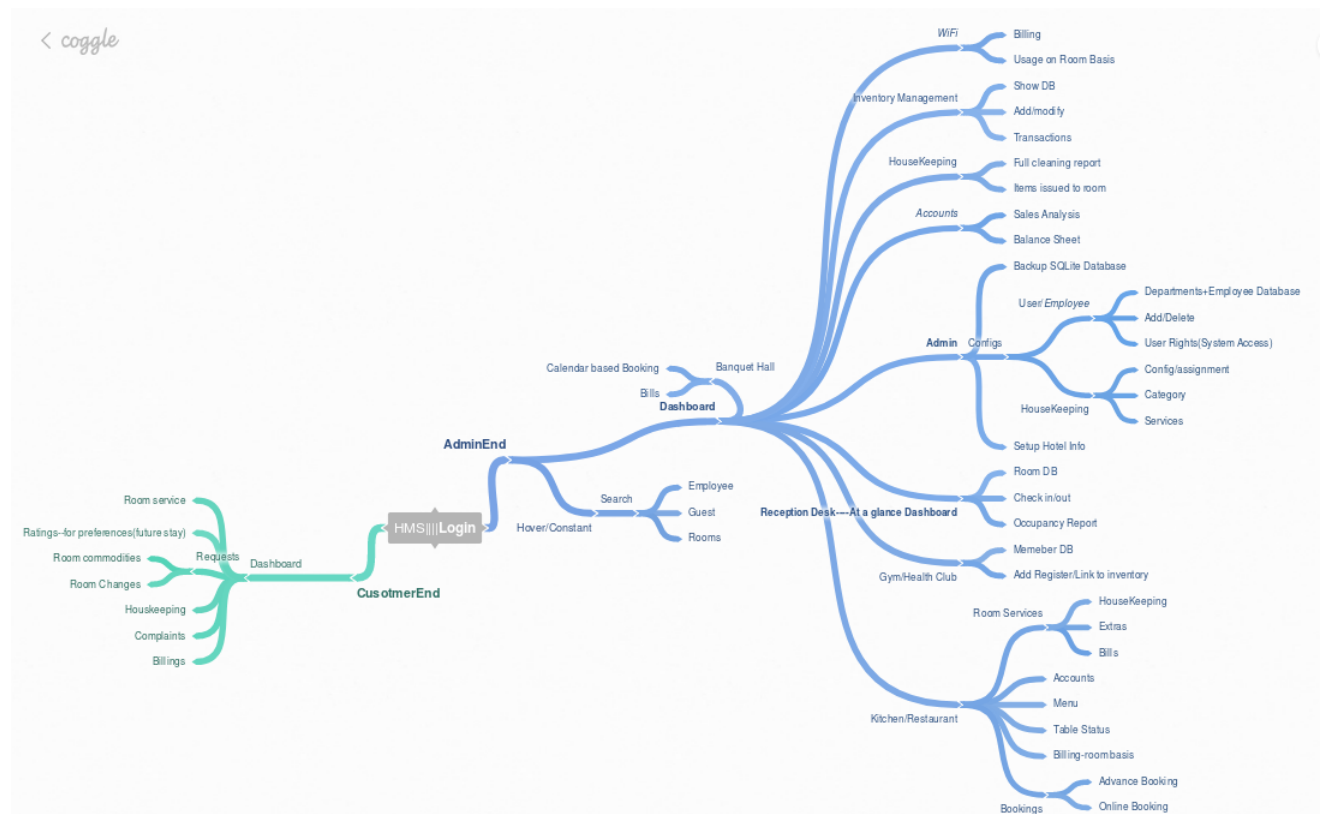 coggle
WiFi
Billing
Usage on Room Basis
Inventory Management
Show DB
Add/modify
Transactions
HouseKeeping
Full cleaning report
Items issued to room
Accounts
Sales Analysis
Balance Sheet
Admin
Backup SQLite Database
Configs
User/Employee
Departments+Employee Database
Add/Delete
User Rights(System Access)
HouseKeeping
Config/assignment
Category
Services
Setup Hotel Info
Calendar based Booking
Bills
Banquet Hall
Dashboard
AdminEnd
Hover/Constant
Search
Employee
Guest
Rooms
Reception Desk----At a glance Dashboard
Room DB
Check in/out
Occupancy Report
Gym/Health Club
Memeber DB
Add Register/Link to inventory
Kitchen/Restaurant
Room Services
HouseKeeping
Extras
Bills
Accounts
Menu
Table Status
Billing-roombasis
Bookings
Advance Booking
Online Booking
HMS||||Login
CusotmerEnd
Dashboard
Room service
Ratings--for preferences(future stay)
Requests
Room commodities
Room Changes
Houskeeping
Complaints
Billings